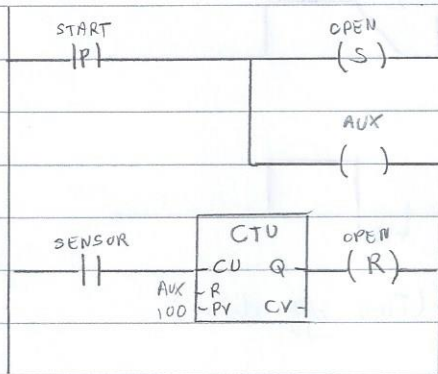 START OPEN
P S
AUX
SENSOR CTU OPEN
CU Q R
AUX R
100 PV CV